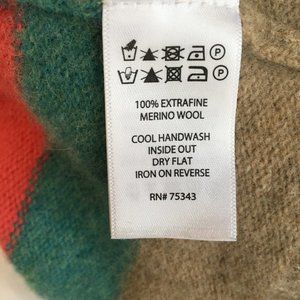 100% EXTRAFINE
MERINO WOOL
COOL HANDWASH
INSIDE OUT
DRY FLAT
IRON ON REVERSE
RN# 75343